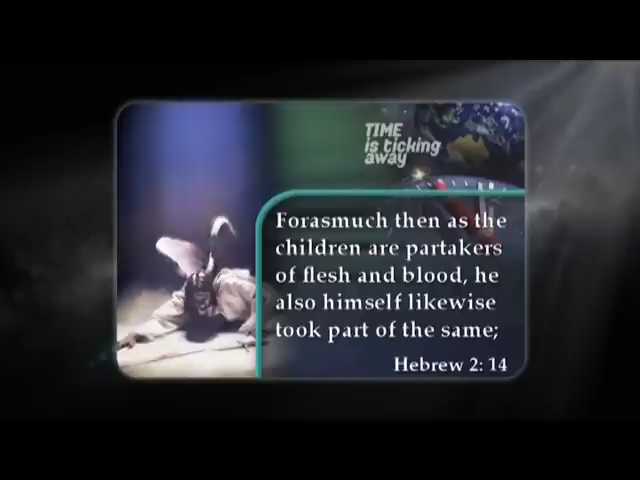 TIME
is ticking
away
Forasmuch then as the
children are partakers
of flesh and blood, he
also himself likewise
took part of the same;
Hebrew 2: 14